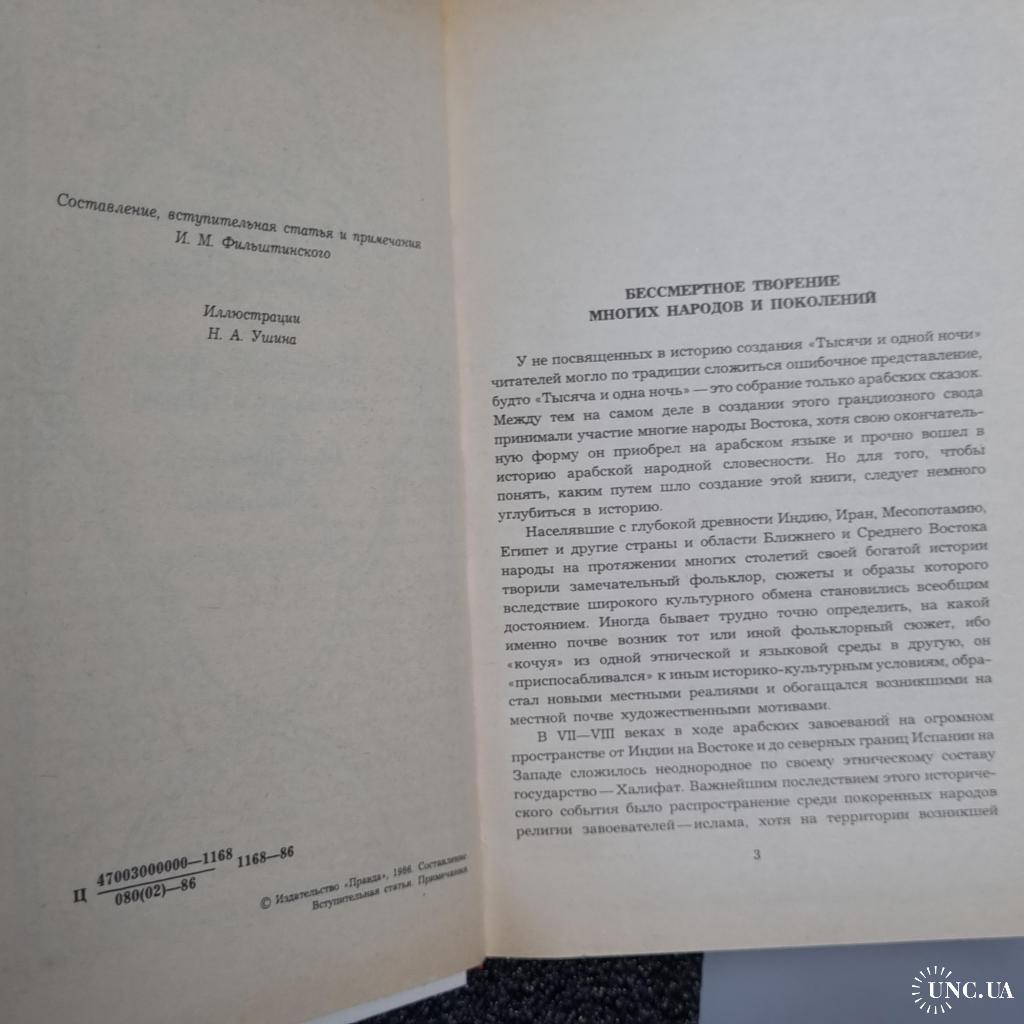 Составление, вступительная статья и примечания
И. М. Фильштинского
Иллюстрации
Н. А. Ушина
Ц 47003000000—1168 1168—86
080(02)—86
© Издательство «Правда», 1986. Составление
Вступительная статья. Примечания
БЕССМЕРТНОЕ ТВОРЕНИЕ
МНОГИХ НАРОДОВ И ПОКОЛЕНИЙ
У не посвященных в историю создания «Тысячи и одной ночи»
читателей могло по традиции сложиться ошибочное представление,
будто «Тысяча и одна ночь» — это собрание только арабских сказок.
Между тем на самом деле в создании этого грандиозного свода
принимали участие многие народы Востока, хотя свою окончатель-
ную форму он приобрел на арабском языке и прочно вошел в
историю арабской народной словесности. Но для того, чтобы
понять, каким путем шло создание этой книги, следует немного
углубиться в историю.
Населявшие с глубокой древности Индию, Иран, Месопотамию,
Египет и другие страны и области Ближнего и Среднего Востока
народы на протяжении многих столетий своей богатой истории
творили замечательный фольклор, сюжеты и образы которого
вследствие широкого культурного обмена становились всеобщим
достоянием. Иногда бывает трудно точно определить, на какой
именно почве возник тот или иной фольклорный сюжет, ибо
«кочуя» из одной этнической и языковой среды в другую, он
«приспосабливался» к иным историко-культурным условиям, обра-
стал новыми местными реалиями и обогащался возникшими на
местной почве художественными мотивами.
В VII—VIII веках в ходе арабских завоеваний на огромном
пространстве от Индии на Востоке и до северных границ Испании на
Западе сложилось неоднородное по своему этническому составу
государство — Халифат. Важнейшим последствием этого историче-
ского события было распространение среди покоренных народов
религии завоевателей — ислама, хотя на территории возникшей
3
UNC.UA